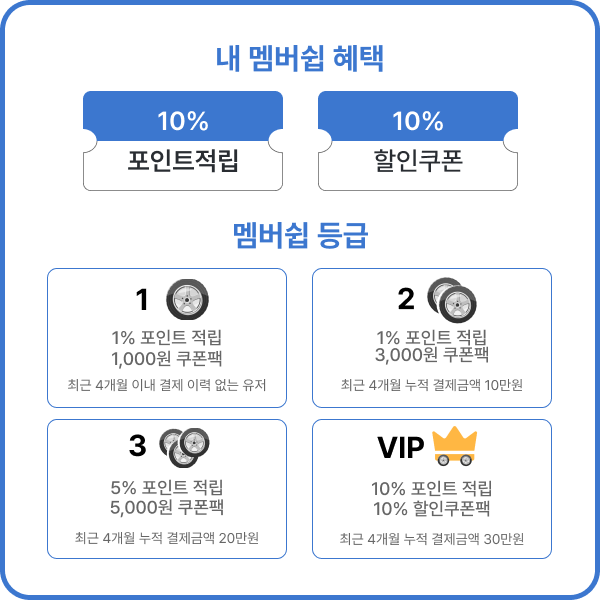 내 멤버쉽 혜택
10%
포인트적립
10%
할인쿠폰
멤버쉽 등급
1
1% 포인트 적립
1,000원 쿠폰팩
최근 4개월 이내 결제 이력 없는 유저
2
1% 포인트 적립
3,000원 쿠폰팩
최근 4개월 누적 결제금액 10만원
3
5% 포인트 적립
5,000원 쿠폰팩
최근 4개월 누적 결제금액 20만원
VIP
10% 포인트 적립
10% 할인쿠폰팩
최근 4개월 누적 결제금액 30만원